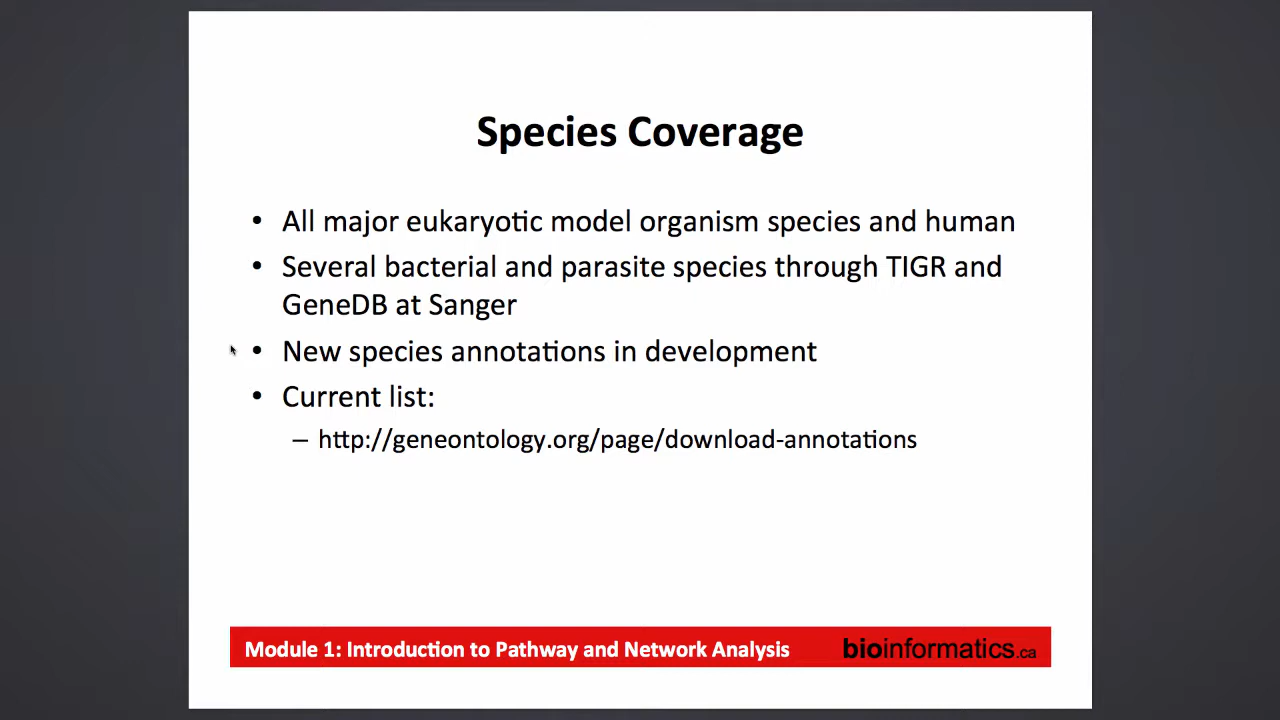 Species Coverage
• All major eukaryotic model organism species and human
• Several bacterial and parasite species through TIGR and
GeneDB at Sanger
• New species annotations in development
• Current list:
– http://geneontology.org/page/download-annotations
Module 1: Introduction to Pathway and Network Analysis
bioinformatics.ca